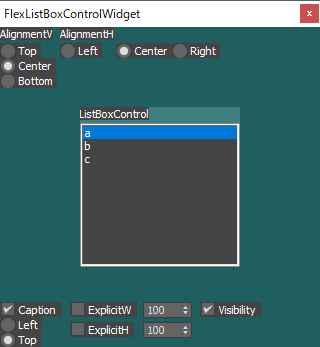 FlexListBoxControlWidget x
AlignmentV AlignmentH
Top Left Center Right
Center
Bottom
ListBoxControl
a
b
c
Caption ExplicitW 100 Visibility
Left
ExplicitH 100
Top